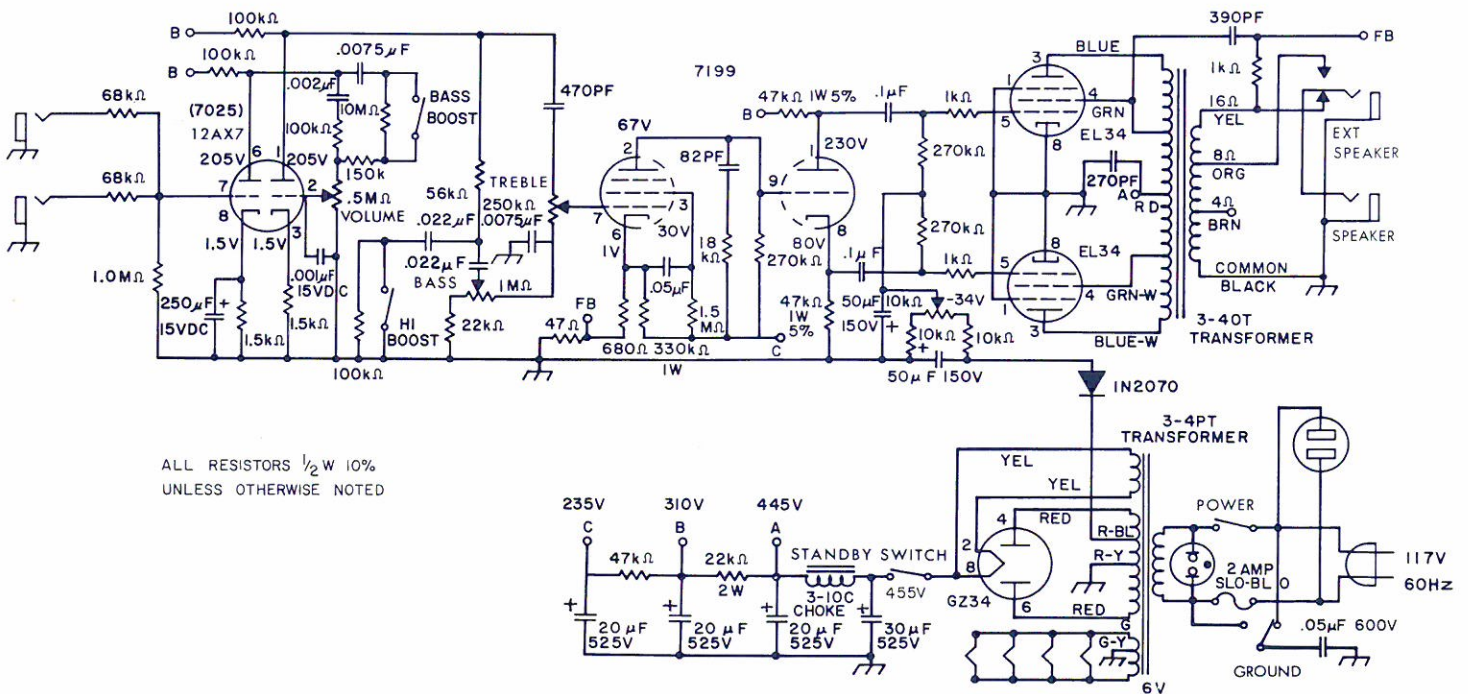 100kΩ
B
100kΩ
B
.0075µF
.002µF
10MΩ
BASS
BOOST
470PF
68kΩ
(7025)
12AX7
100kΩ
6
1
205V
205V
150k
68kΩ
7
2
.5MΩ
VOLUME
8
3
1.5V
1.5V
.001µF
15VDC
1.0MΩ
250µF
+
15VDC
1.5kΩ
1.5kΩ
100kΩ
56kΩ
.022µF
.022µF
BASS
HI
BOOST
1MΩ
22kΩ
TREBLE
250kΩ
.0075µF
7199
67V
2
7
3
6
30V
1V
.05µF
FB
47Ω
680Ω
330kΩ
1W
1.5
MΩ
C
82PF
18
kΩ
270kΩ
B
47kΩ
1W 5%
230V
1
9
8
80V
47kΩ
1W
5%
.1µF
.1µF
270kΩ
270kΩ
1kΩ
1kΩ
50µF
150V
+
10kΩ
-34V
10kΩ
10kΩ
+
50µF 150V
BLUE
3
1
5
4
GRN
EL34
8
270PF
A
RD
8
EL34
5
4
GRN-W
1
3
BLUE-W
3-40T
TRANSFORMER
390PF
FB
1kΩ
16Ω
YEL
8Ω
ORG
4Ω
BRN
COMMON
BLACK
EXT
SPEAKER
SPEAKER
1N2070
3-4PT
TRANSFORMER
ALL RESISTORS 1/2 W 10%
UNLESS OTHERWISE NOTED
YEL
YEL
235V
310V
445V
C
B
A
47kΩ
22kΩ
2W
STANDBY SWITCH
3-10C
CHOKE
455V
+
20µF
525V
+
20µF
525V
+
20µF
525V
+
30µF
525V
4
RED
2
8
GZ34
6
RED
R-BL
R-Y
G
G-Y
6V
POWER
2 AMP
SLO-BLO
117V
60Hz
.05µF 600V
GROUND